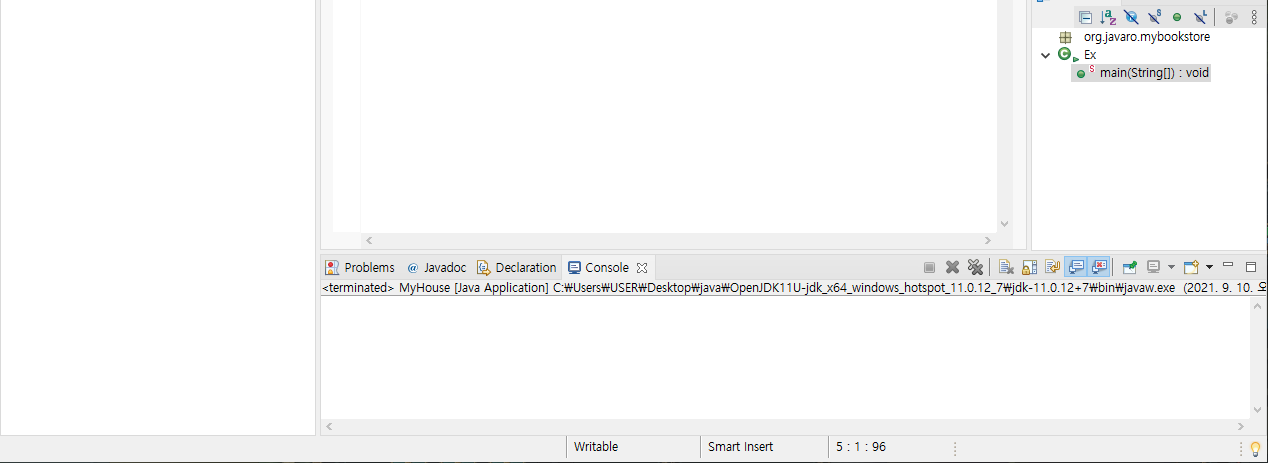 org.javaro.mybookstore
Ex
main(String[]) : void
Problems @ Javadoc Declaration Console
<terminated> MyHouse [Java Application] C:₩Users₩USER₩Desktop₩java₩OpenJDK11U-jdk_x64_windows_hotspot_11.0.12_7₩jdk-11.0.12+7₩bin₩javaw.exe (2021. 9. 10.
Writable Smart Insert 5 : 1 : 96